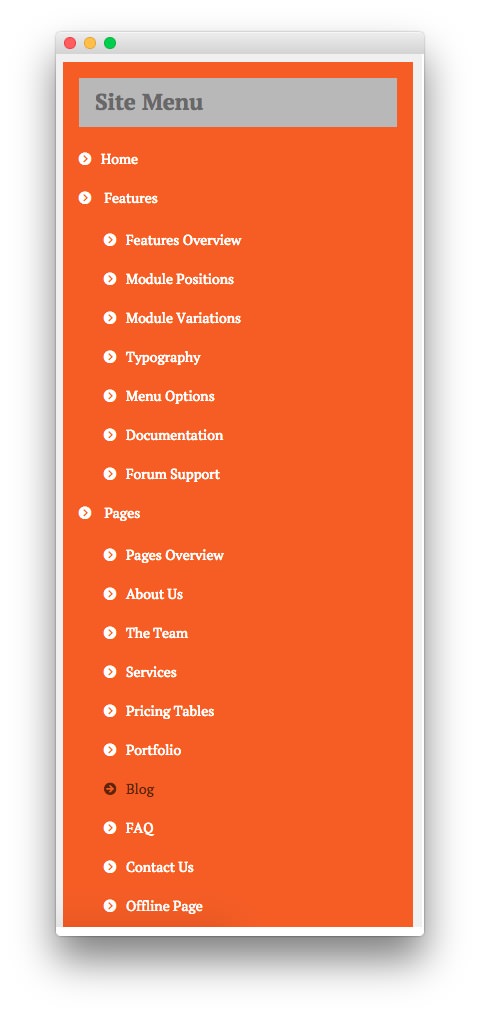 Site Menu
Home
Features
Features Overview
Module Positions
Module Variations
Typography
Menu Options
Documentation
Forum Support
Pages
Pages Overview
About Us
The Team
Services
Pricing Tables
Portfolio
Blog
FAQ
Contact Us
Offline Page